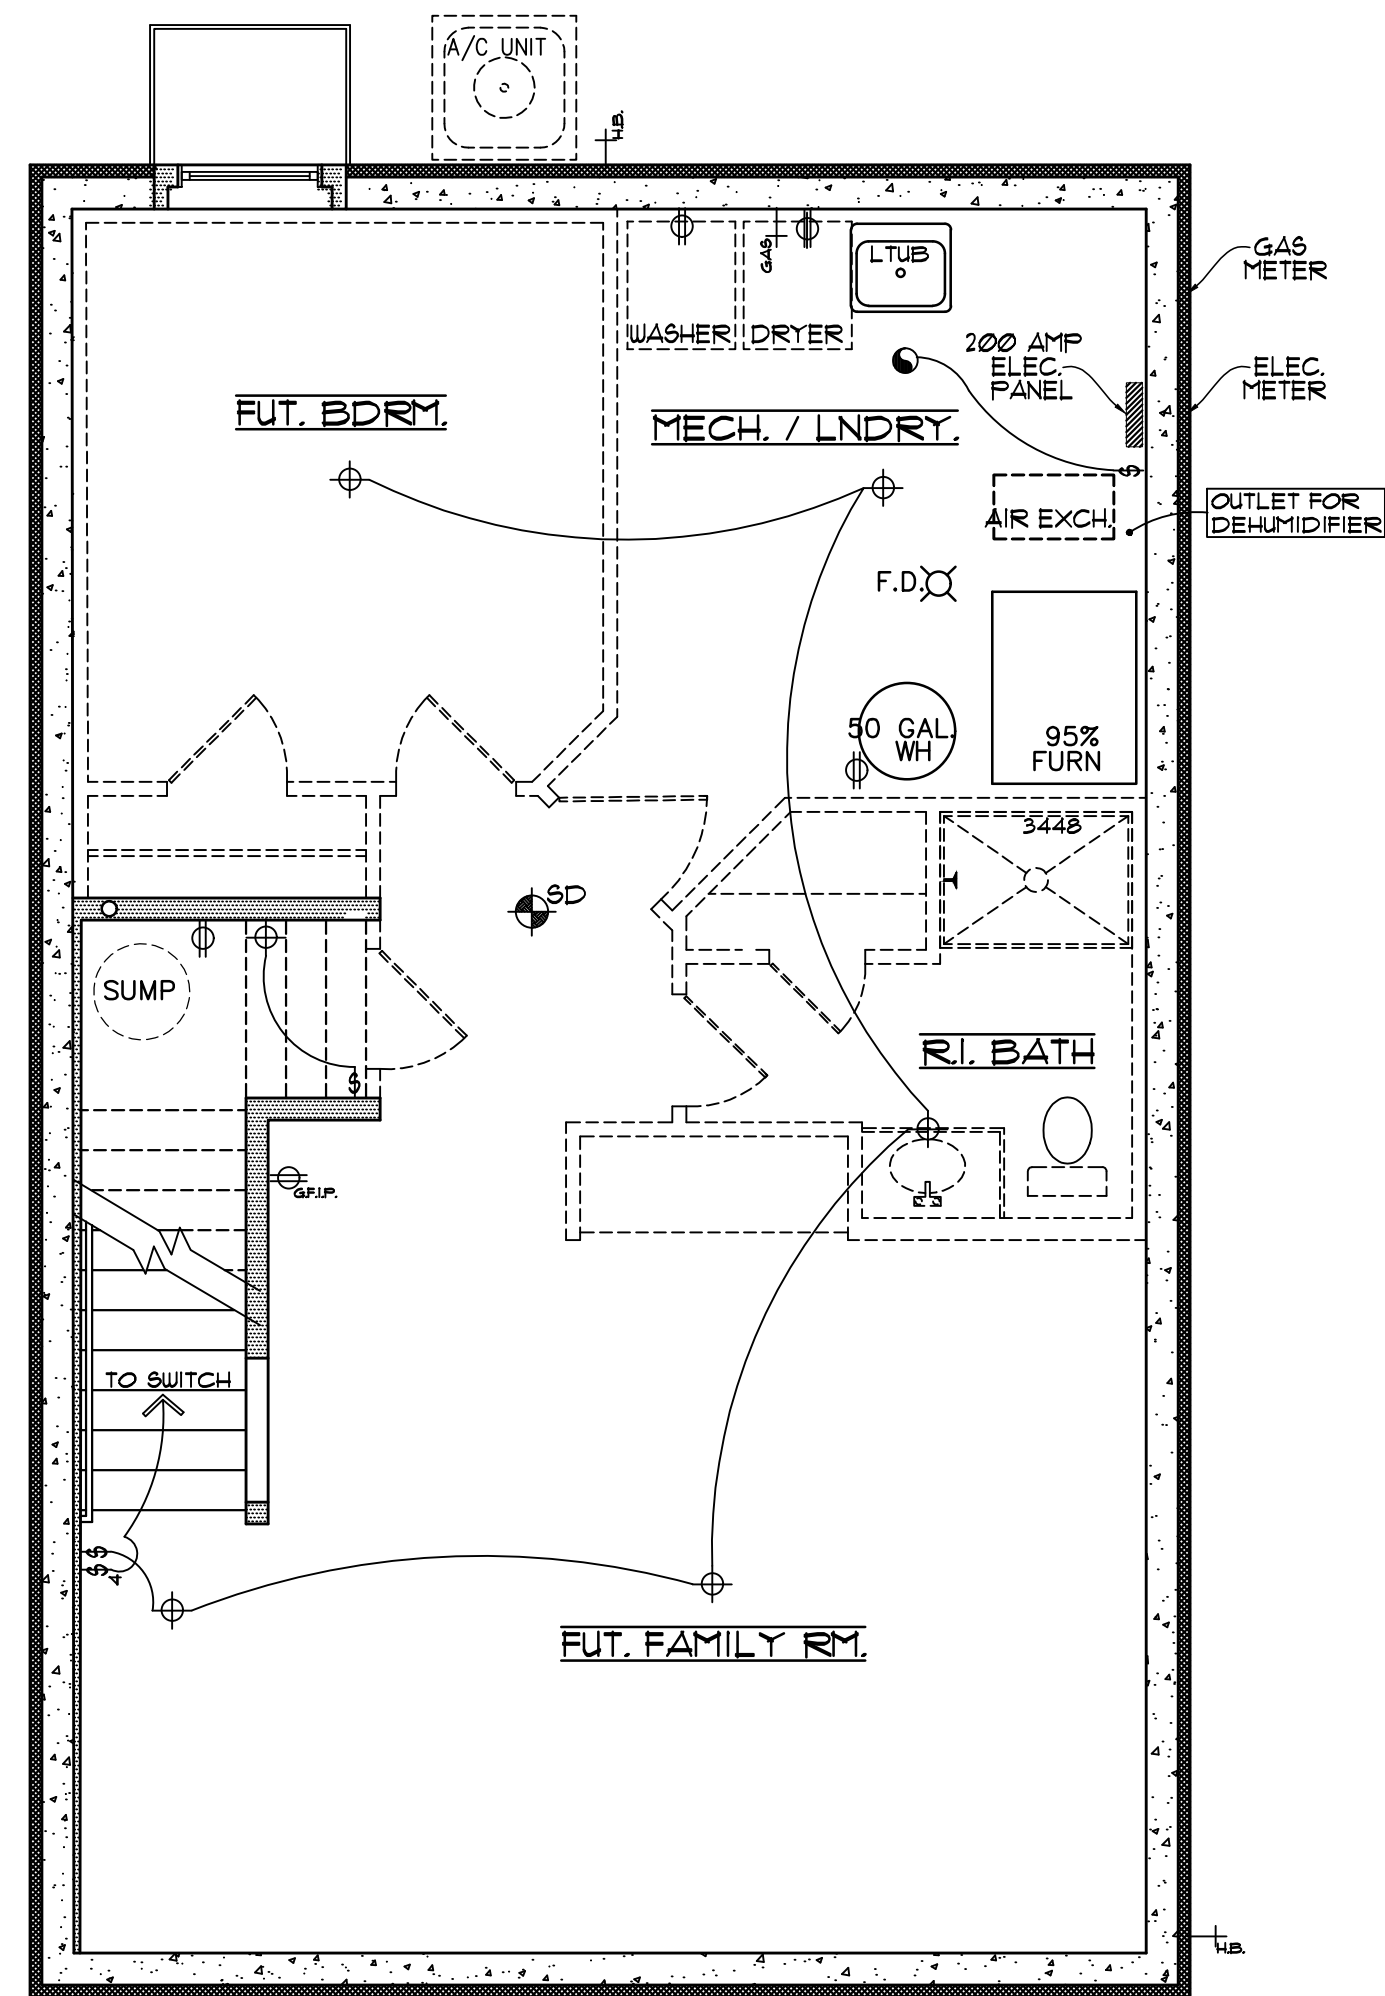 A/C UNIT
H.B.
GAS
LTUB
WASHER
DRYER
GAS
METER
200 AMP
ELEC.
PANEL
ELEC.
METER
FUT. BDRM.
MECH. / LNDRY.
S
AIR EXCH.
OUTLET FOR
DEHUMIDIFIER
F.D.
50 GAL.
WH
95%
FURN
3448
SD
SUMP
R.I. BATH
S
G.F.I.P.
TO SWITCH
S
S
4
FUT. FAMILY RM.
H.B.